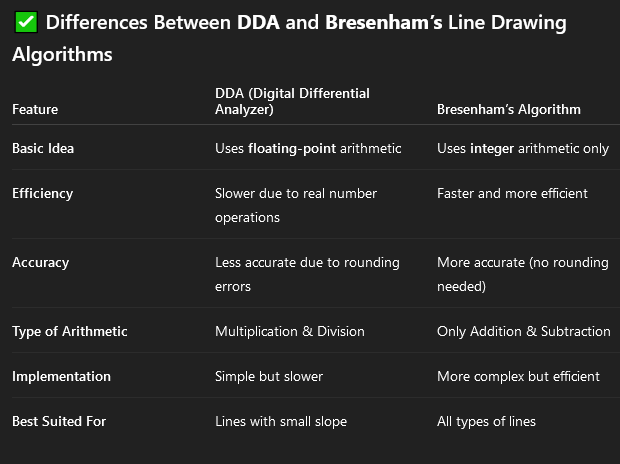 ✅ Differences Between DDA and Bresenham’s Line Drawing
Algorithms
Feature
DDA (Digital Differential
Analyzer)
Bresenham’s Algorithm
Basic Idea
Uses floating-point arithmetic
Uses integer arithmetic only
Efficiency
Slower due to real number
operations
Faster and more efficient
Accuracy
Less accurate due to rounding
errors
More accurate (no rounding
needed)
Type of Arithmetic
Multiplication & Division
Only Addition & Subtraction
Implementation
Simple but slower
More complex but efficient
Best Suited For
Lines with small slope
All types of lines